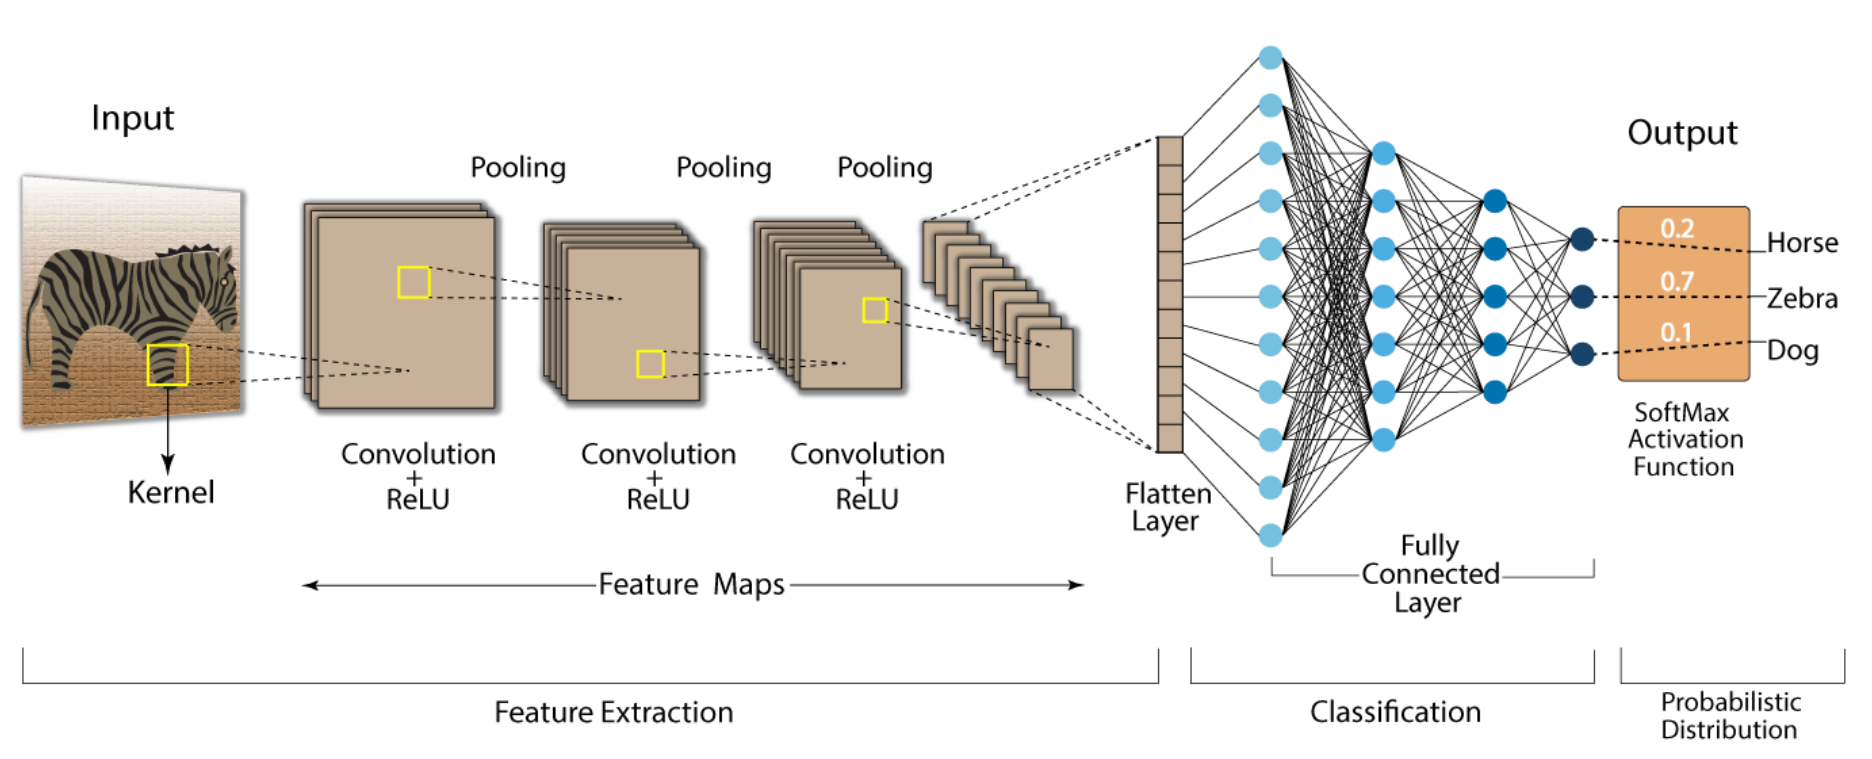 Input
Pooling
Pooling
Pooling
Output
0.2
Horse
0.7
Zebra
0.1
Dog
Kernel
Convolution
+
ReLU
Convolution
+
ReLU
Convolution
+
ReLU
Flatten
Layer
SoftMax
Activation
Function
Feature Maps
Fully
Connected
Layer
Feature Extraction
Classification
Probabilistic
Distribution